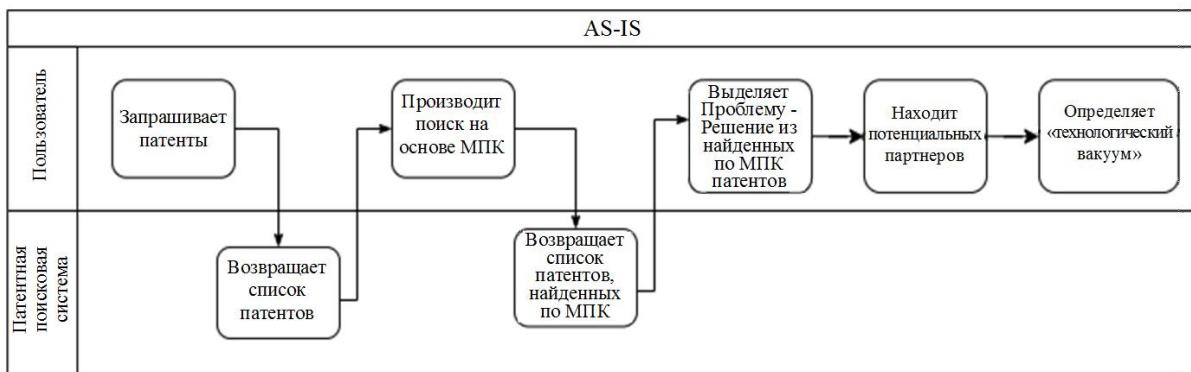 AS-IS
Пользователь
Запрашивает
патенты
Производит
поиск на
основе МПК
Выделяет
Проблему -
Решение из
найденных
по МПК
патентов
Находит
потенциальных
партнеров
Определяет
«технологический
вакуум»
Патентная
поисковая
система
Возвращает
список
патентов
Возвращает
список
патентов,
найденных
по МПК